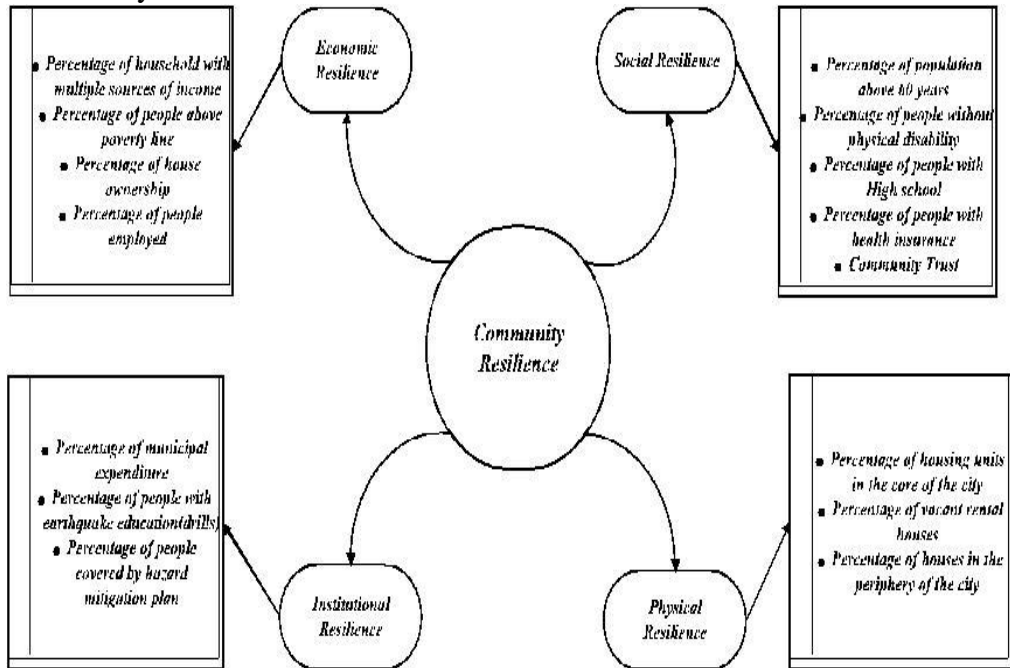 Economic
Resilience
• Percentage of household with
multiple sources of income
• Percentage of people above
poverty line
• Percentage of house
ownership
• Percentage of people
employed
Social Resilience
• Percentage of population
above 60 years
• Percentage of people without
physical disability
• Percentage of people with
High school
• Percentage of people with
health insurance
• Community Trust
Community
Resilience
• Percentage of municipal
expenditure
• Percentage of people with
earthquake education(drills)
• Percentage of people
covered by hazard
mitigation plan
Institutional
Resilience
Physical
Resilience
• Percentage of housing units
in the core of the city
• Percentage of vacant rental
houses
• Percentage of houses in the
periphery of the city